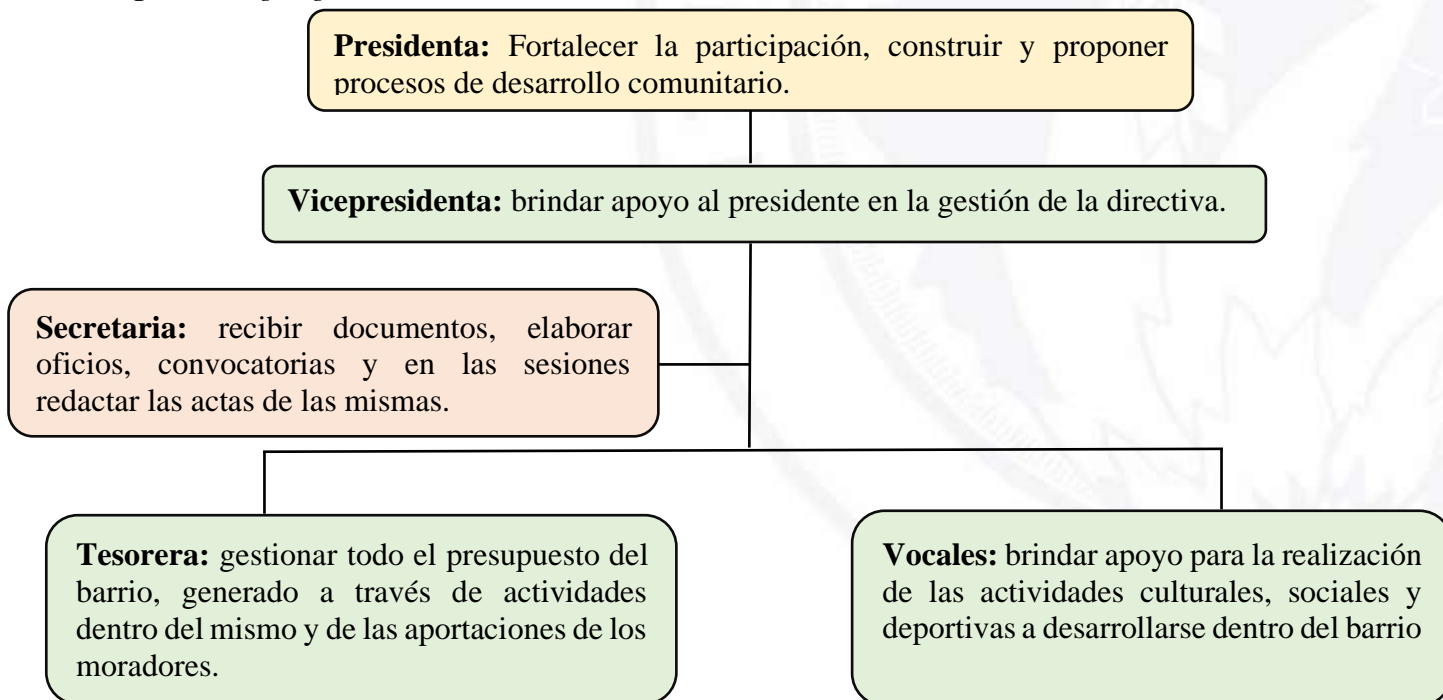 Presidenta: Fortalecer la participación, construir y proponer
procesos de desarrollo comunitario.
Vicepresidenta: brindar apoyo al presidente en la gestión de la directiva.
Secretaria: recibir documentos, elaborar
oficios, convocatorias y en las sesiones
redactar las actas de las mismas.
Tesorera: gestionar todo el presupuesto del
barrio, generado a través de actividades
dentro del mismo y de las aportaciones de los
moradores.
Vocales: brindar apoyo para la realización
de las actividades culturales, sociales y
deportivas a desarrollarse dentro del barrio